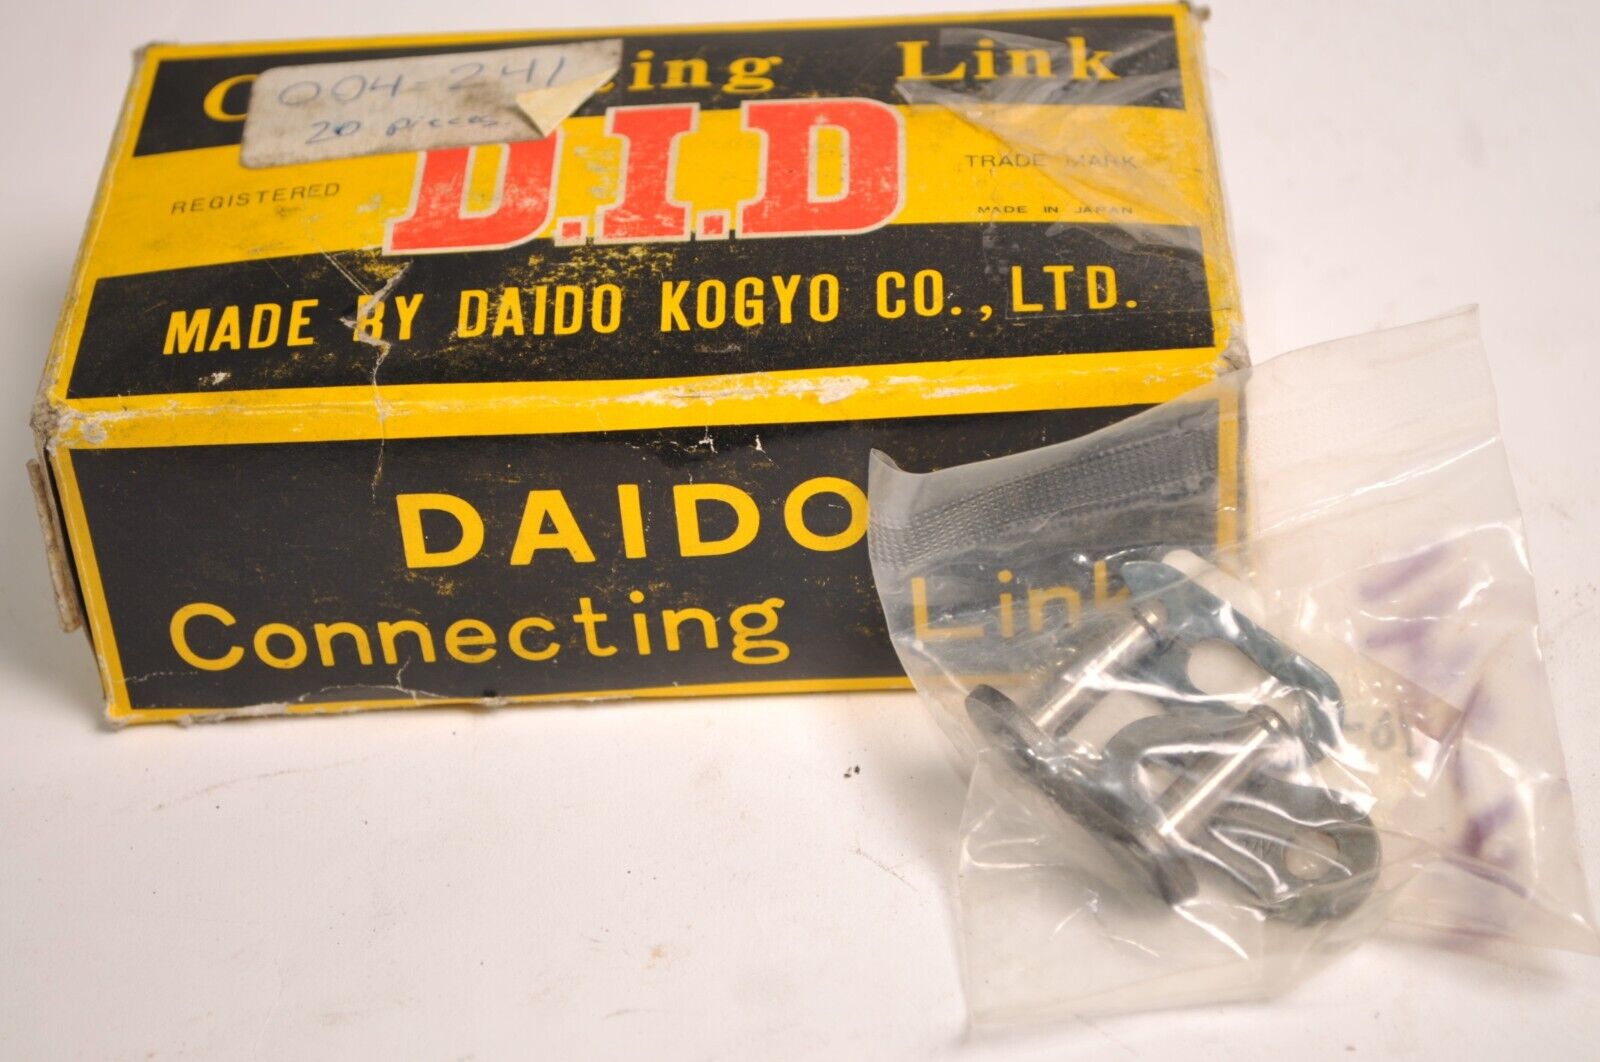 Link
004-241
20 pieces
D.I.D
REGISTERED
TRADE MARK
MADE IN JAPAN
MADE BY DAIDO KOGYO CO., LTD.
DAIDO
Connecting Link